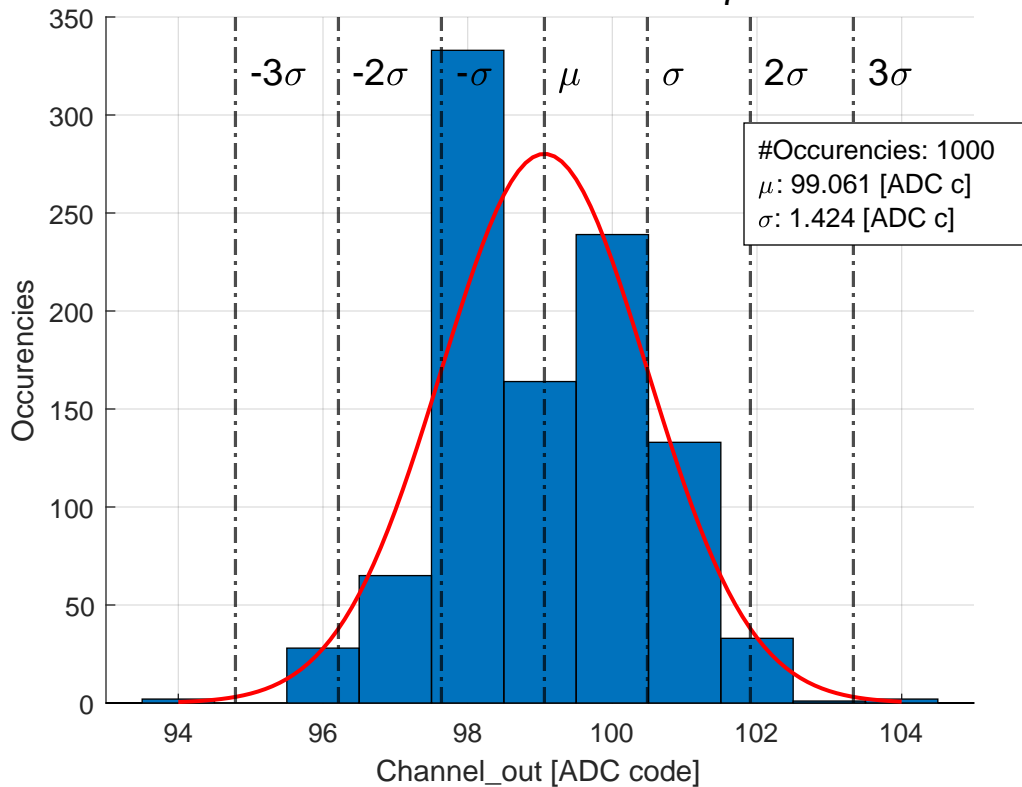 350
300
250
200
150
100
50
0
Occurencies
-3σ
-2σ
-σ
μ
σ
2σ
3σ
#Occurencies: 1000
μ: 99.061 [ADC c]
σ: 1.424 [ADC c]
94
96
98
100
102
104
Channel_out [ADC code]